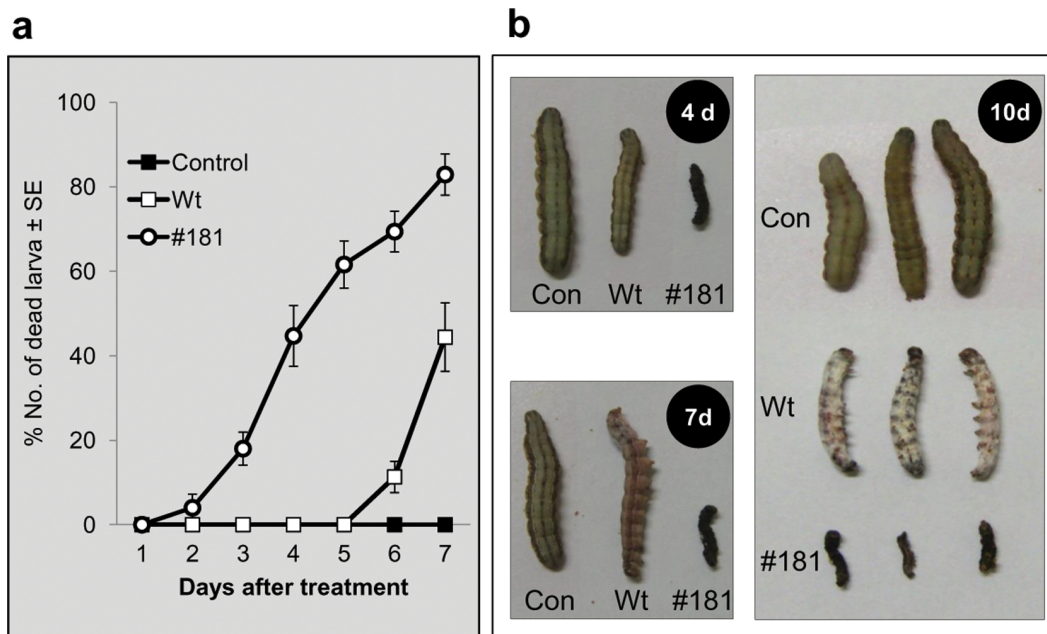 a
% No. of dead larva ± SE
100
80
60
40
20
0
Control
Wt
#181
1 2 3 4 5 6 7
Days after treatment
b
4 d
Con Wt #181
7d
Con Wt #181
10d
Con
Wt
#181